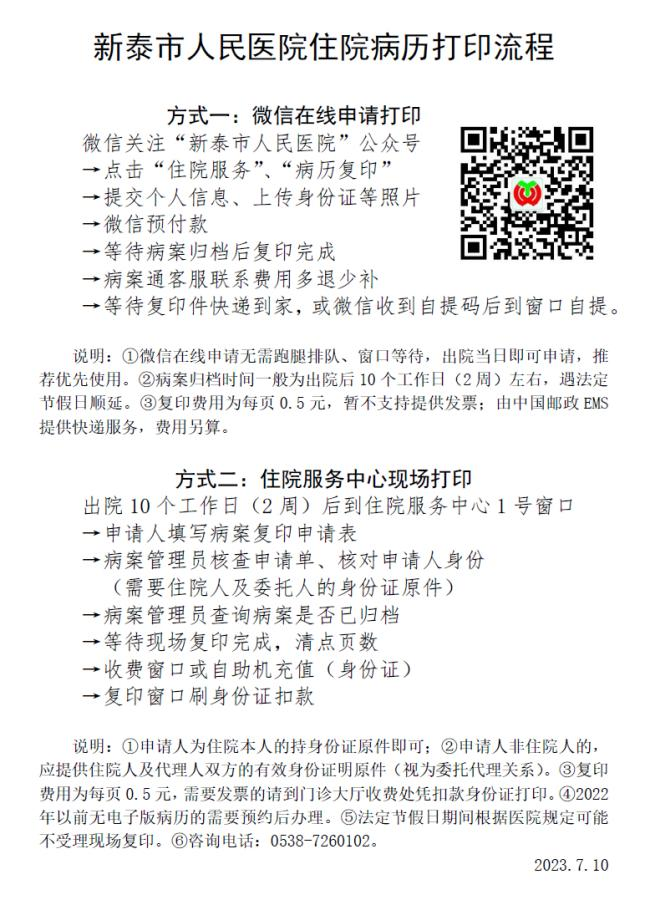 新泰市人民医院住院病历打印流程
方式一：微信在线申请打印
微信关注“新泰市人民医院”公众号
→点击“住院服务”、“病历复印”
→提交个人信息、上传身份证等照片
→微信预付款
→等待病案归档后复印完成
→病案通客服联系费用多退少补
→等待复印件快递到家，或微信收到自提码后到窗口自提。
说明：①微信在线申请无需跑腿排队、窗口等待，出院当日即可申请，推
荐优先使用。②病案归档时间一般为出院后 10 个工作日（2 周）左右，遇法定
节假日顺延。③复印费用为每页 0.5 元，暂不支持提供发票；由中国邮政 EMS
提供快递服务，费用另算。
方式二：住院服务中心现场打印
出院 10 个工作日（2 周）后到住院服务中心 1 号窗口
→申请人填写病案复印申请表
→病案管理员核查申请单、核对申请人身份
（需要住院人及委托人的身份证原件）
→病案管理员查询病案是否已归档
→等待现场复印完成，清点页数
→收费窗口或自助机充值（身份证）
→复印窗口刷身份证扣款
说明：①申请人为住院本人的持身份证原件即可；②申请人非住院人的，
应提供住院人及代理人双方的有效身份证明原件（视为委托代理关系）。③复印
费用为每页 0.5 元，需要发票的请到门诊大厅收费处凭扣款身份证打印。④2022
年以前无电子版病历的需要预约后办理。⑤法定节假日期间根据医院规定可能
不受理现场复印。⑥咨询电话：0538-7260102。
2023.7.10